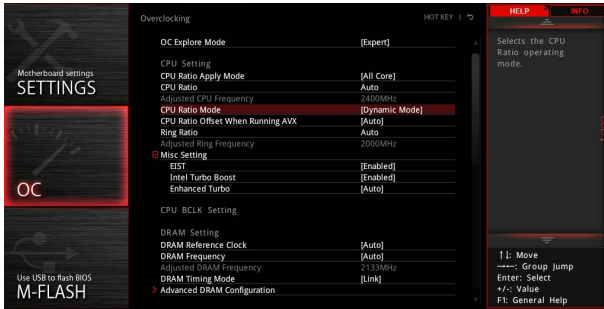 Overclocking
HOT KEY |
HELP
INFO
Motherboard settings
SETTINGS
OC
Use USB to flash BIOS
M-FLASH
OC Explore Mode [Expert]
CPU Setting
CPU Ratio Apply Mode [All Core]
CPU Ratio Auto
Adjusted CPU Frequency 2400MHz
CPU Ratio Mode [Dynamic Mode]
CPU Ratio Offset When Running AVX [Auto]
Ring Ratio Auto
Adjusted Ring Frequency 2000MHz
Misc Setting
EIST [Enabled]
Intel Turbo Boost [Enabled]
Enhanced Turbo [Auto]
CPU BCLK Setting
DRAM Setting
DRAM Reference Clock [Auto]
DRAM Frequency [Auto]
Adjusted DRAM Frequency 2133MHz
DRAM Timing Mode [Link]
Advanced DRAM Configuration
Selects the CPU
Ratio operating
mode.
↑↓: Move
→←: Group Jump
Enter: Select
+/-: Value
F1: General Help